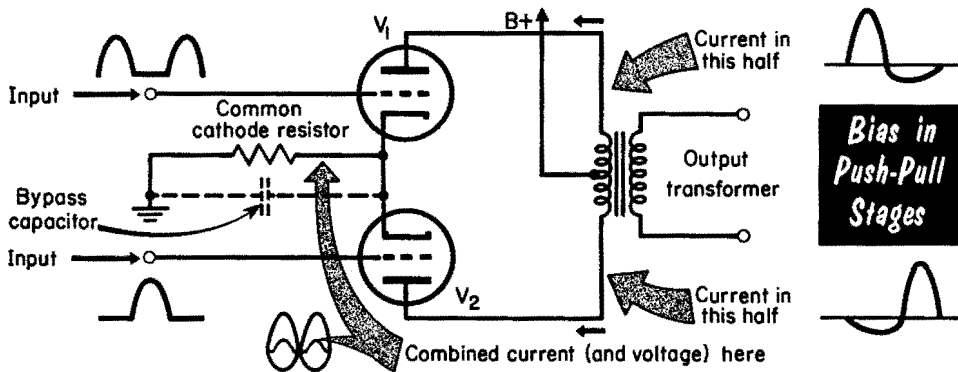 V1
B+
Current in
this half
Input
Common
cathode resistor
Bias in
Push-Pull
Stages
Output
transformer
Bypass
capacitor
Input
V2
Current in
this half
Combined current (and voltage) here